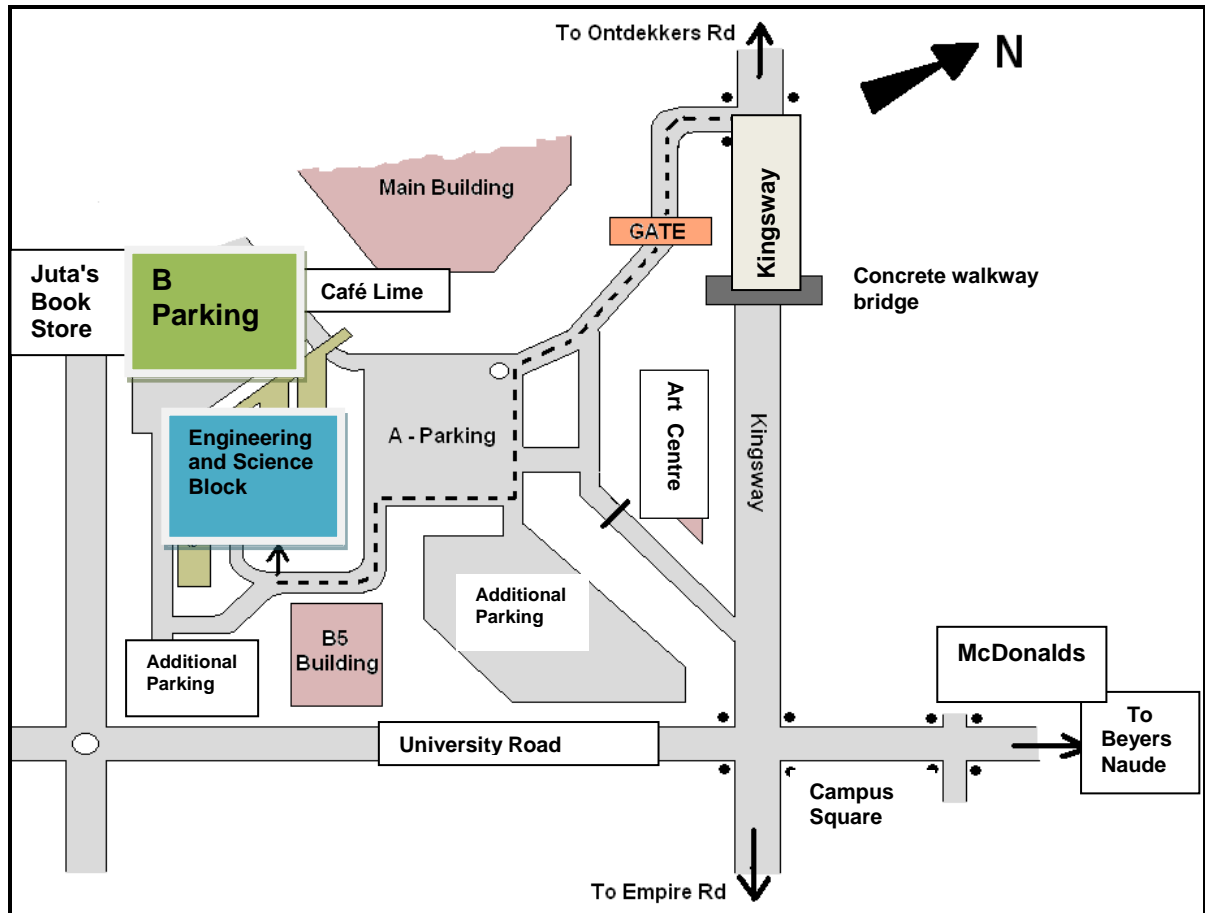 To Ontdekkers Rd
N
Main Building
Kingsway
GATE
Juta's
Book
Store
B
Parking
Café Lime
Concrete walkway
bridge
Art Centre
Kingsway
A - Parking
Engineering
and Science
Block
Additional
Parking
B5
Building
Additional
Parking
McDonalds
University Road
To
Beyers
Naude
Campus
Square
To Empire Rd